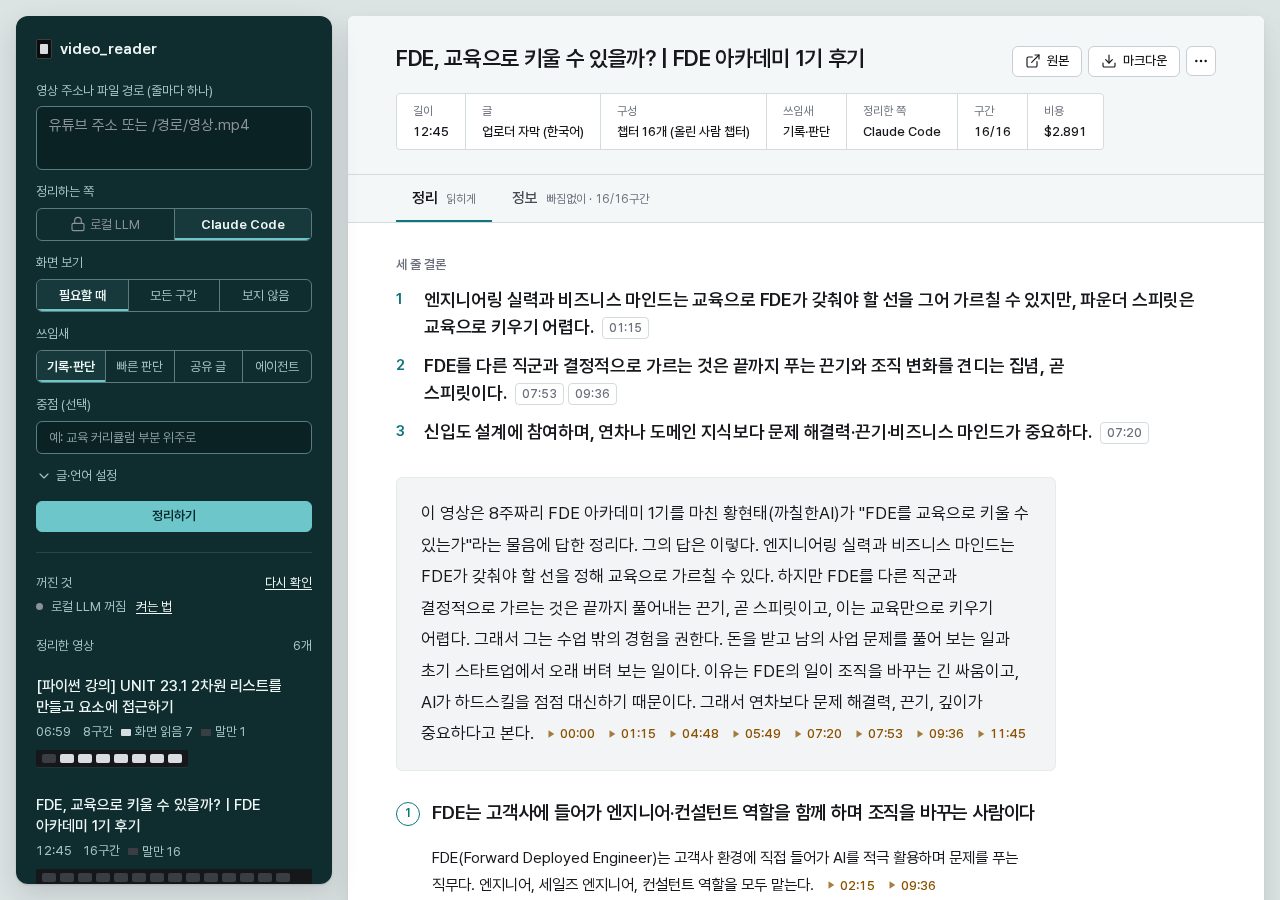 video_reader
영상 주소나 파일 경로 (줄마다 하나)
유튜브 주소 또는 /경로/영상.mp4
정리하는 쪽
로컬 LLM
Claude Code
화면 보기
필요할 때
모든 구간
보지 않음
쓰임새
기록·판단
빠른 판단
공유 글
에이전트
중점 (선택)
예: 교육 커리큘럼 부분 위주로
글·언어 설정
정리하기
꺼진 것
다시 확인
로컬 LLM 꺼짐 켜는 법
정리한 영상
6개
[파이썬 강의] UNIT 23.1 2차원 리스트를
만들고 요소에 접근하기
06:59 8구간 화면 읽음 7 말만 1
FDE, 교육으로 키울 수 있을까? | FDE
아카데미 1기 후기
12:45 16구간 말만 16
FDE, 교육으로 키울 수 있을까? | FDE 아카데미 1기 후기
원본
마크다운
길이
12:45
글
업로더 자막 (한국어)
구성
챕터 16개 (올린 사람 챕터)
쓰임새
기록·판단
정리한 쪽
Claude Code
구간
16/16
비용
$2.891
정리 읽히게
정보 빠짐없이 · 16/16구간
세 줄 결론
1 엔지니어링 실력과 비즈니스 마인드는 교육으로 FDE가 갖춰야 할 선을 그어 가르칠 수 있지만, 파운더 스피릿은
교육으로 키우기 어렵다. 01:15
2 FDE를 다른 직군과 결정적으로 가르는 것은 끝까지 푸는 끈기와 조직 변화를 견디는 집념, 곧
스피릿이다. 07:53 09:36
3 신입도 설계에 참여하며, 연차나 도메인 지식보다 문제 해결력·끈기·비즈니스 마인드가 중요하다. 07:20
이 영상은 8주짜리 FDE 아카데미 1기를 마친 황현태(까칠한AI)가 "FDE를 교육으로 키울 수
있는가"라는 물음에 답한 정리다. 그의 답은 이렇다. 엔지니어링 실력과 비즈니스 마인드는
FDE가 갖춰야 할 선을 정해 교육으로 가르칠 수 있다. 하지만 FDE를 다른 직군과
결정적으로 가르는 것은 끝까지 풀어내는 끈기, 곧 스피릿이고, 이는 교육만으로 키우기
어렵다. 그래서 그는 수업 밖의 경험을 권한다. 돈을 받고 남의 사업 문제를 풀어 보는 일과
초기 스타트업에서 오래 버텨 보는 일이다. 이유는 FDE의 일이 조직을 바꾸는 긴 싸움이고,
AI가 하드스킬을 점점 대신하기 때문이다. 그래서 연차보다 문제 해결력, 끈기, 깊이가
중요하다고 본다. 00:00 01:15 04:48 05:49 07:20 07:53 09:36 11:45
1 FDE는 고객사에 들어가 엔지니어·컨설턴트 역할을 함께 하며 조직을 바꾸는 사람이다
FDE(Forward Deployed Engineer)는 고객사 환경에 직접 들어가 AI를 적극 활용하며 문제를 푸는
직무다. 엔지니어, 세일즈 엔지니어, 컨설턴트 역할을 모두 맡는다. 02:15 09:36